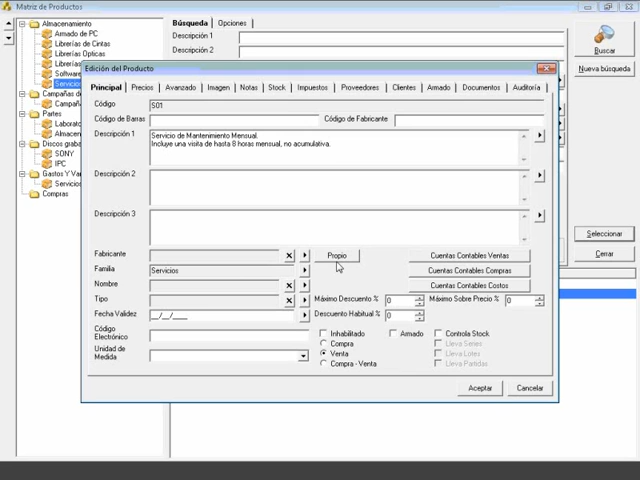 Matriz de Productos
Almacenamiento
Armado de PC
Librerías de Cintas
Librerías Opticas
Librerías
Software
Servicios
Campañas d
Campaña
Partes
Laborato
Almacen
Discos graba
SONY
IPC
Gastos Y Va
Servicios
Compras
Búsqueda
Opciones
Descripción 1
Descripción 2
Buscar
Nueva búsqueda
Seleccionar
Cerrar
Edición del Producto
Principal Precios Avanzado Imagen Notas Stock Impuestos Proveedores Clientes Armado Documentos Auditoría
Código S01
Código de Barras Código de Fabricante
Descripción 1 Servicio de Mantenimiento Mensual.
Incluye una visita de hasta 8 horas mensual, no acumulativa.
Descripción 2
Descripción 3
Fabricante Propio Cuentas Contables Ventas
Familia Servicios Cuentas Contables Compras
Nombre Cuentas Contables Costos
Tipo Máximo Descuento % 0 Máximo Sobre Precio % 0
Fecha Validez __/__/____ Descuento Habitual % 0
Código Electrónico
Inhabilitado Armado Controla Stock
Compra Lleva Series
Unidad de Medida
Venta Lleva Lotes
Compra - Venta Lleva Partidas
Aceptar Cancelar